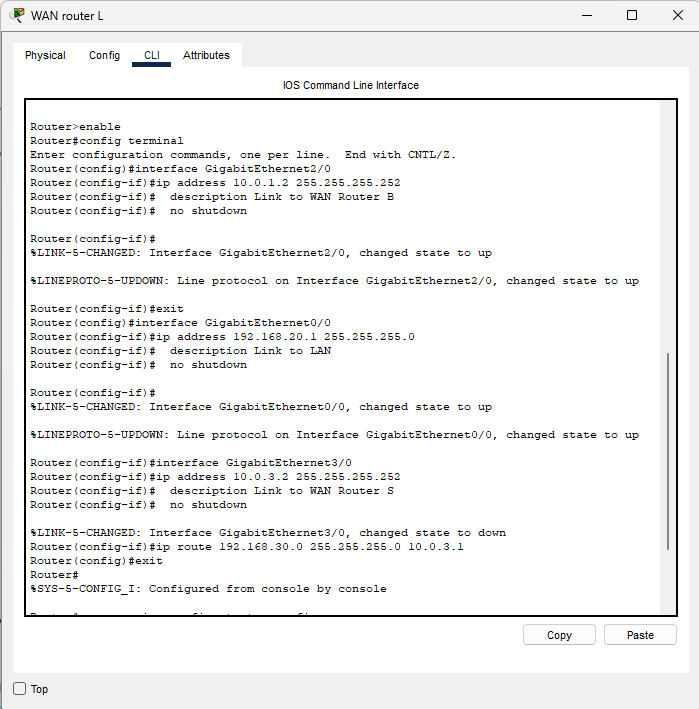 WAN router L
Physical Config CLI Attributes
IOS Command Line Interface
Router>enable
Router#config terminal
Enter configuration commands, one per line.  End with CNTL/Z.
Router(config)#interface GigabitEthernet2/0
Router(config-if)#ip address 10.0.1.2 255.255.255.252
Router(config-if)#  description Link to WAN Router B
Router(config-if)#  no shutdown
Router(config-if)#
%LINK-5-CHANGED: Interface GigabitEthernet2/0, changed state to up
%LINEPROTO-5-UPDOWN: Line protocol on Interface GigabitEthernet2/0, changed state to up
Router(config-if)#exit
Router(config)#interface GigabitEthernet0/0
Router(config-if)#ip address 192.168.20.1 255.255.255.0
Router(config-if)#  description Link to LAN
Router(config-if)#  no shutdown
Router(config-if)#
%LINK-5-CHANGED: Interface GigabitEthernet0/0, changed state to up
%LINEPROTO-5-UPDOWN: Line protocol on Interface GigabitEthernet0/0, changed state to up
Router(config-if)#interface GigabitEthernet3/0
Router(config-if)#ip address 10.0.3.2 255.255.255.252
Router(config-if)#  description Link to WAN Router S
Router(config-if)#  no shutdown
%LINK-5-CHANGED: Interface GigabitEthernet3/0, changed state to down
Router(config-if)#ip route 192.168.30.0 255.255.255.0 10.0.3.1
Router(config)#exit
Router#
%SYS-5-CONFIG_I: Configured from console by console
Copy Paste
Top